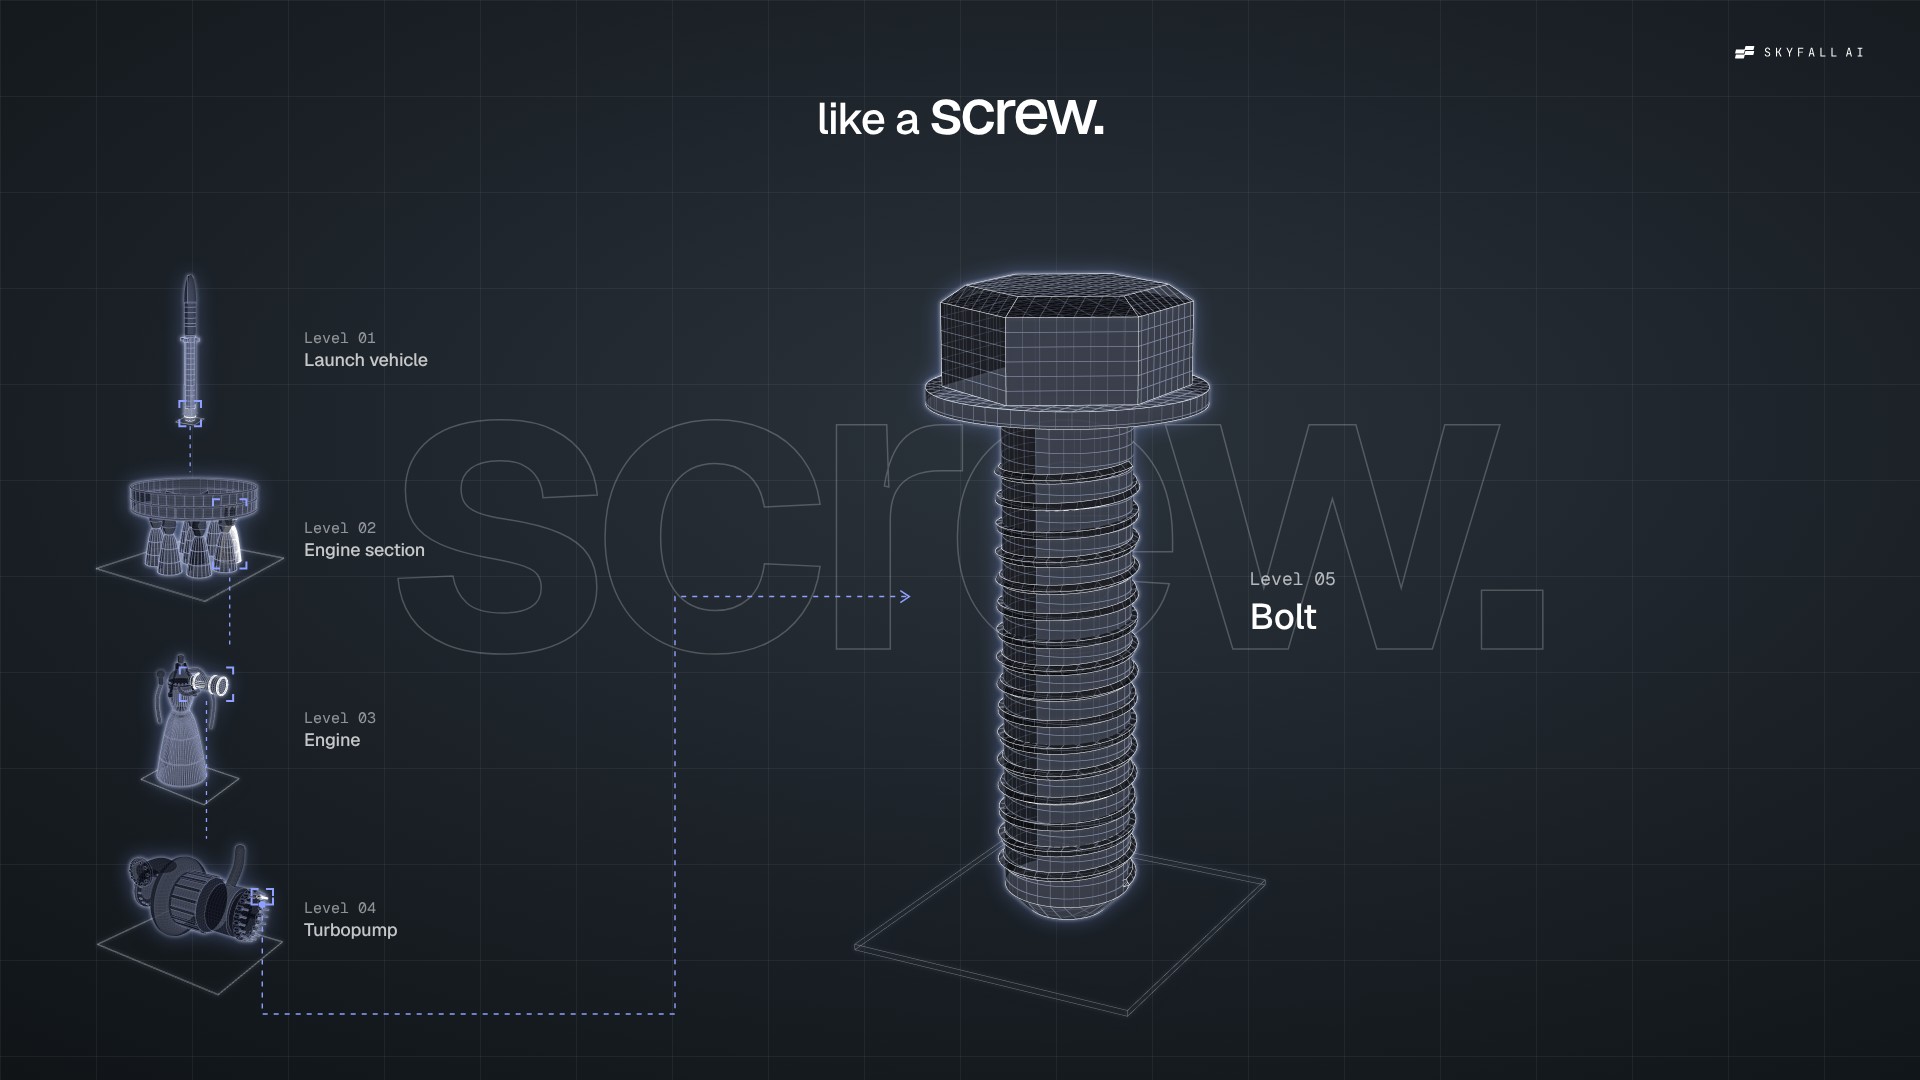 SKYFALL AI
like a screw.
Level 01
Launch vehicle
Level 02
Engine section
Level 03
Engine
Level 04
Turbopump
screw.
Level 05
Bolt